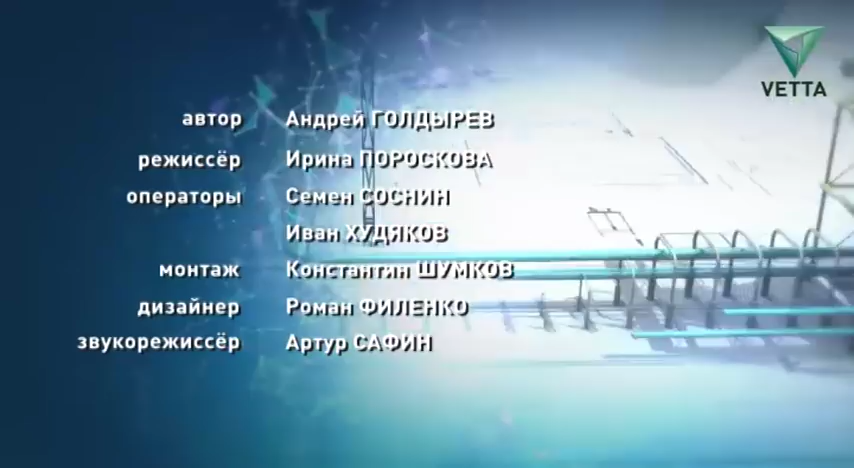 VETTA
автор Андрей ГОЛДЫРЕВ
режиссёр Ирина ПОРОСКОВА
операторы Семен СОСНИН
Иван ХУДЯКОВ
монтаж Константин ШУМКОВ
дизайнер Роман ФИЛЕНКО
звукорежиссёр Артур САФИН